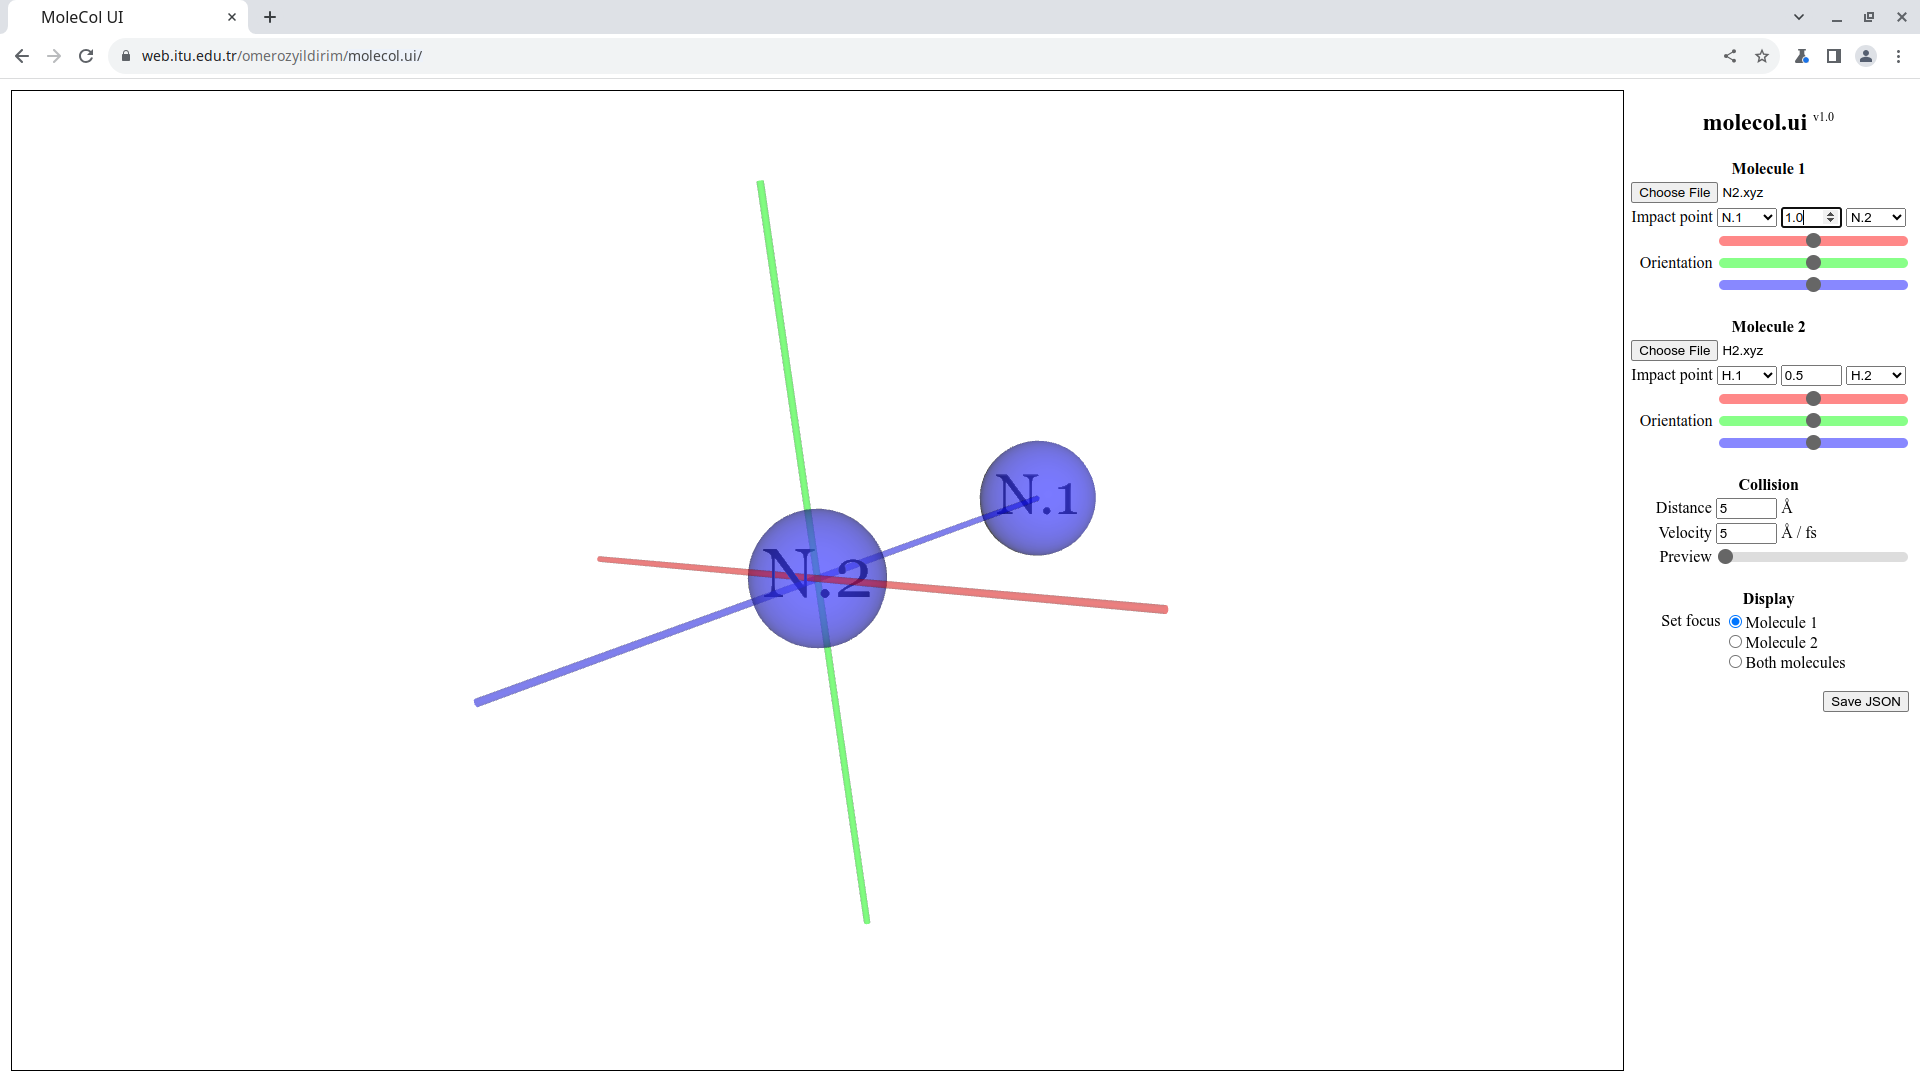 MoleCol UI
web.itu.edu.tr/omerozyildirim/molecol.ui/
N.1
N.2
molecol.ui v1.0
Molecule 1
Choose File N2.xyz
Impact point N.1 1.0 N.2
Orientation
Molecule 2
Choose File H2.xyz
Impact point H.1 0.5 H.2
Orientation
Collision
Distance 5 Å
Velocity 5 Å / fs
Preview
Display
Set focus Molecule 1
Molecule 2
Both molecules
Save JSON